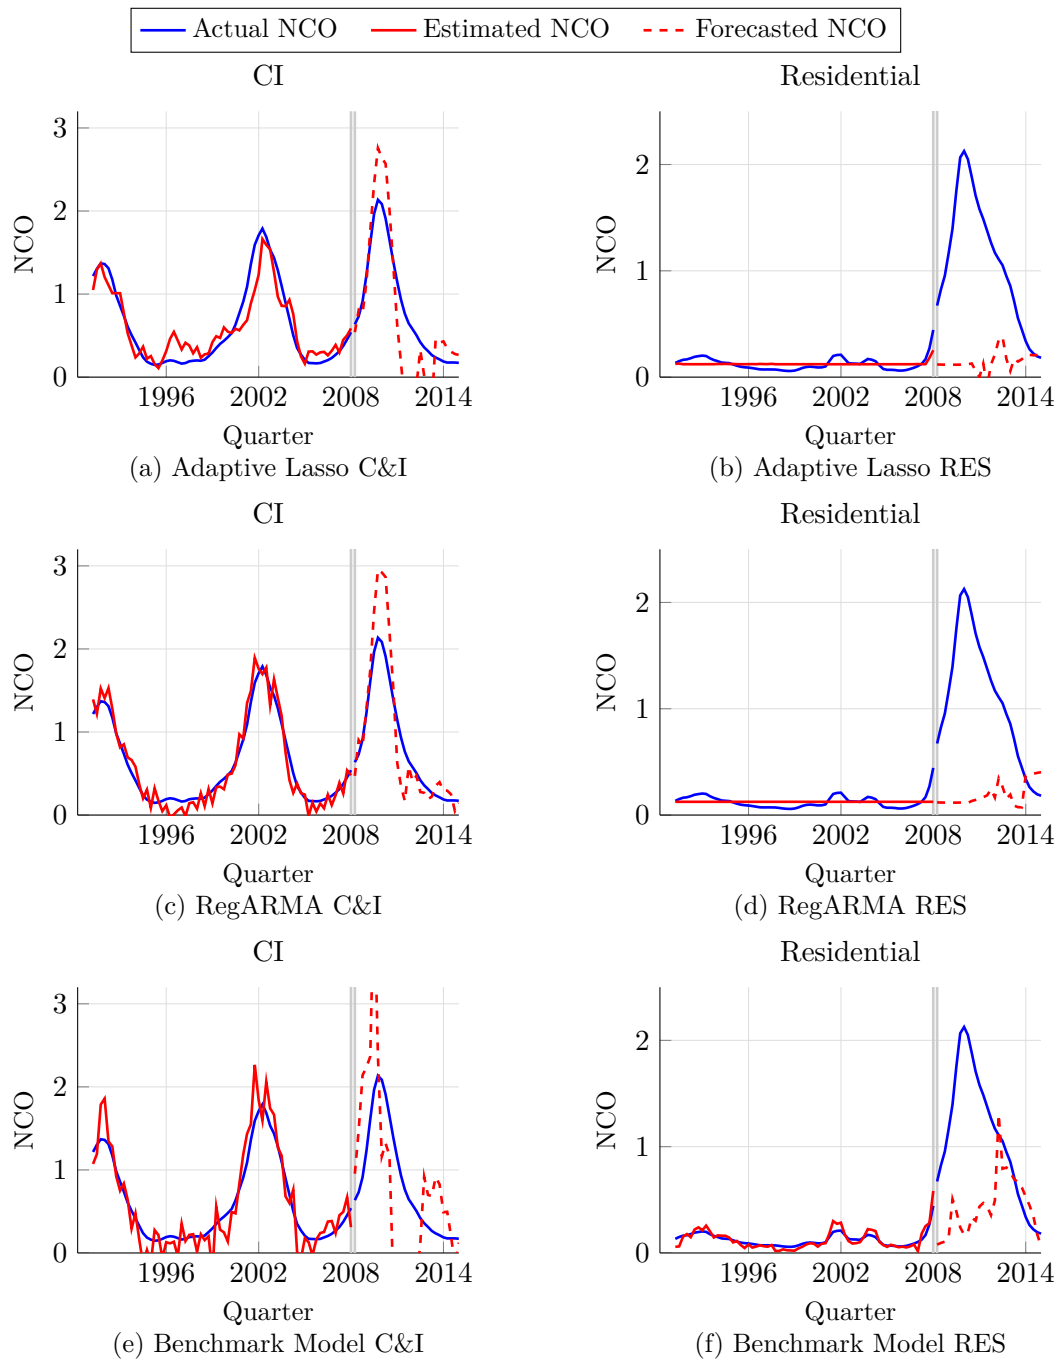 Actual NCO Estimated NCO Forecasted NCO
CI
Residential
3
2
1
0
NCO
1996 2002 2008 2014
Quarter
(a) Adaptive Lasso C&I
2
1
0
NCO
1996 2002 2008 2014
Quarter
(b) Adaptive Lasso RES
CI
Residential
3
2
1
0
NCO
1996 2002 2008 2014
Quarter
(c) RegARMA C&I
2
1
0
NCO
1996 2002 2008 2014
Quarter
(d) RegARMA RES
CI
Residential
3
2
1
0
NCO
1996 2002 2008 2014
Quarter
(e) Benchmark Model C&I
2
1
0
NCO
1996 2002 2008 2014
Quarter
(f) Benchmark Model RES